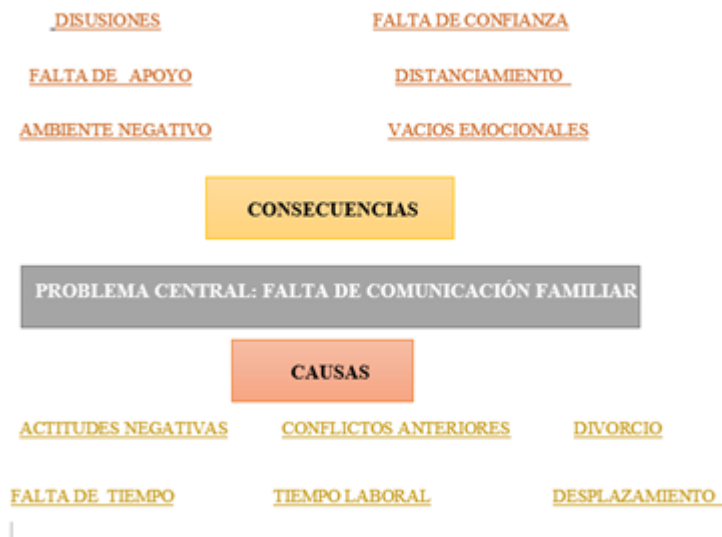 DISUSIONES FALTA DE CONFIANZA
FALTA DE APOYO DISTANCIAMIENTO
AMBIENTE NEGATIVO VACIOS EMOCIONALES
CONSECUENCIAS
PROBLEMA CENTRAL: FALTA DE COMUNICACIÓN FAMILIAR
CAUSAS
ACTITUDES NEGATIVAS CONFLICTOS ANTERIORES DIVORCIO
FALTA DE TIEMPO TIEMPO LABORAL DESPLAZAMIENTO